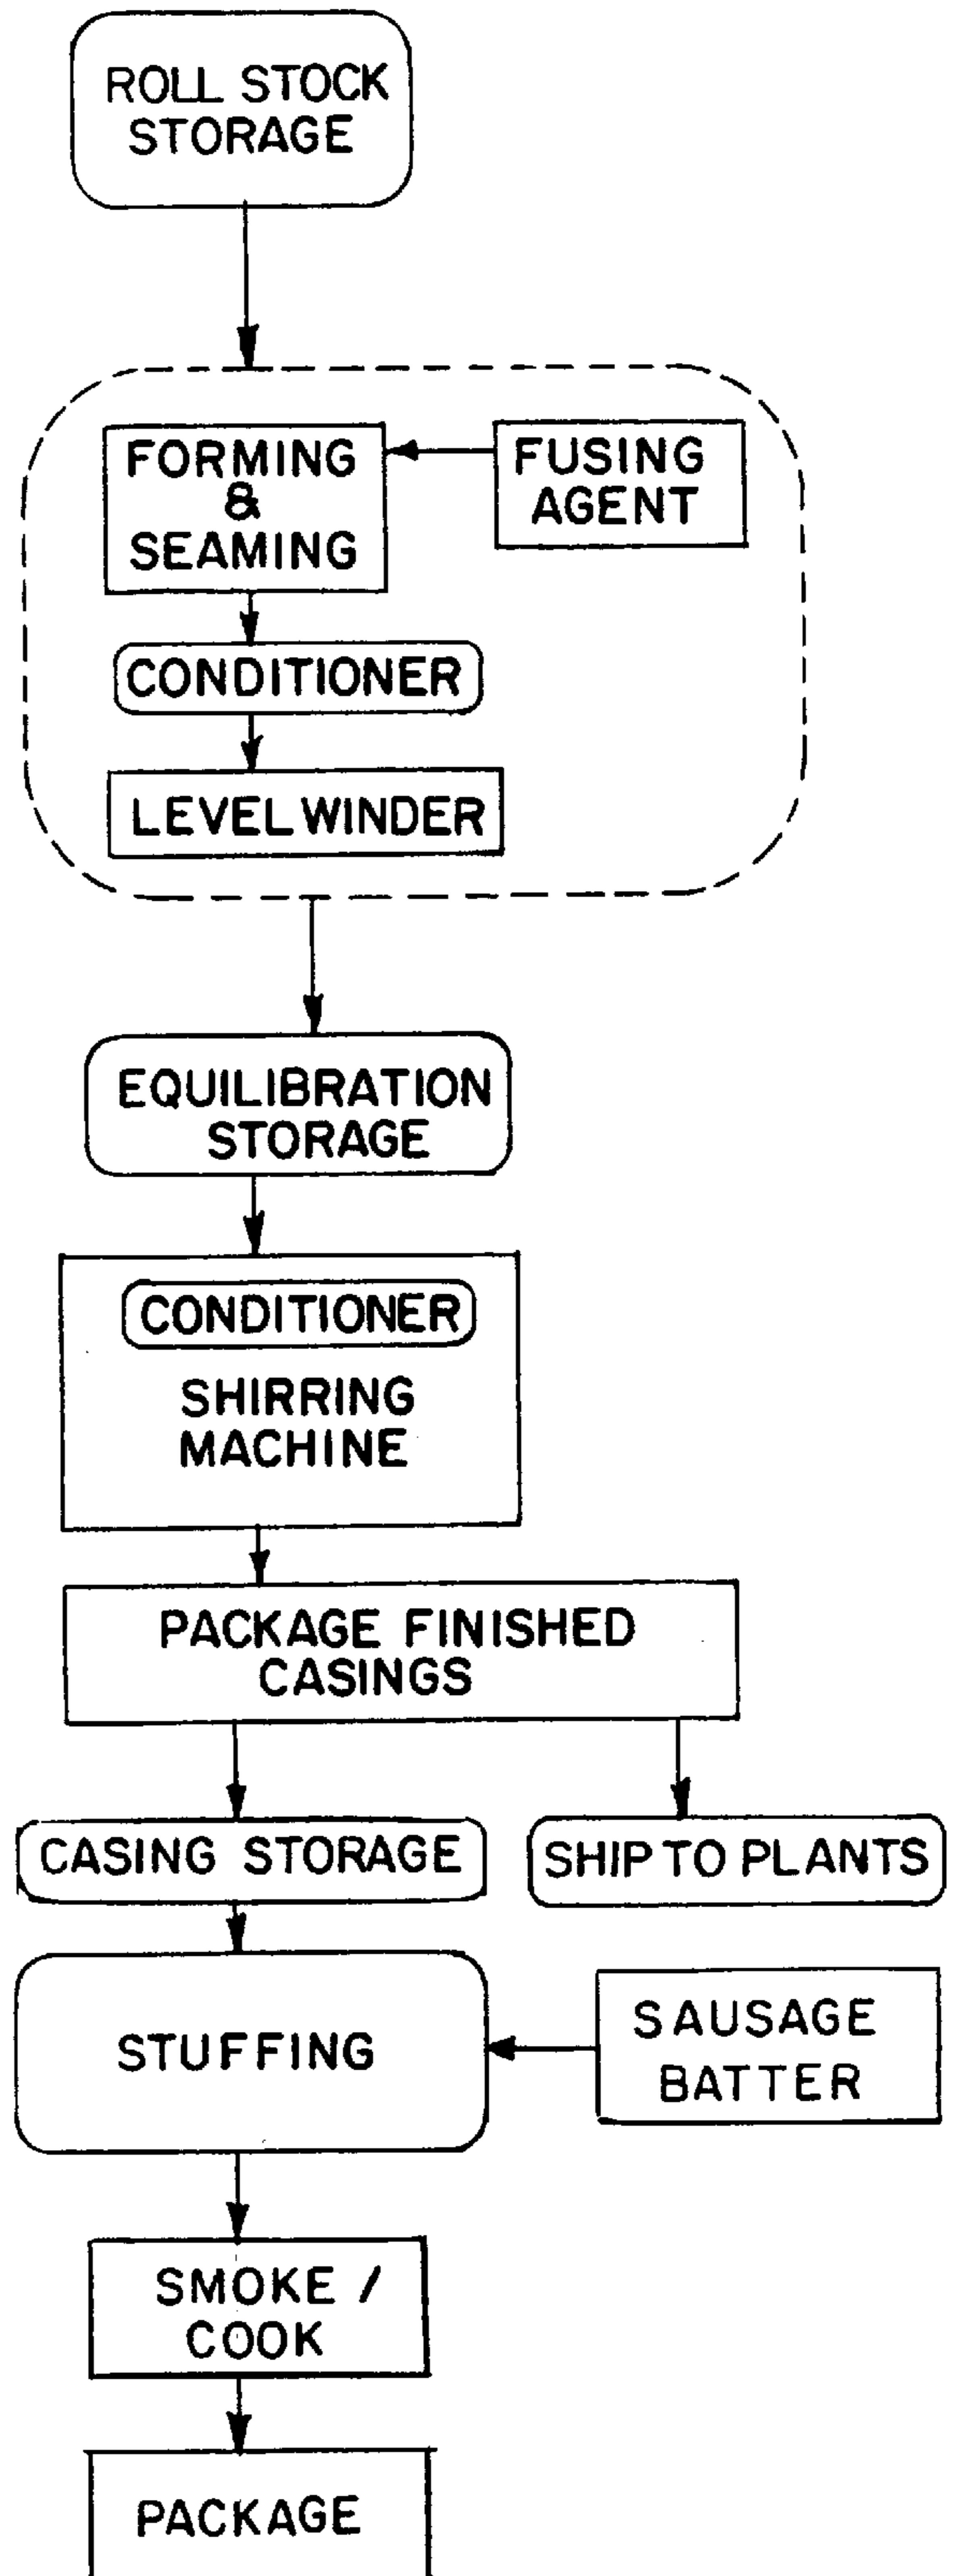 ROLL STOCK
STORAGE
FORMING
&
SEAMING
FUSING
AGENT
CONDITIONER
LEVEL WINDER
EQUILIBRATION
STORAGE
CONDITIONER
SHIRRING
MACHINE
PACKAGE FINISHED
CASINGS
CASING STORAGE
SHIP TO PLANTS
STUFFING
SAUSAGE
BATTER
SMOKE /
COOK
PACKAGE